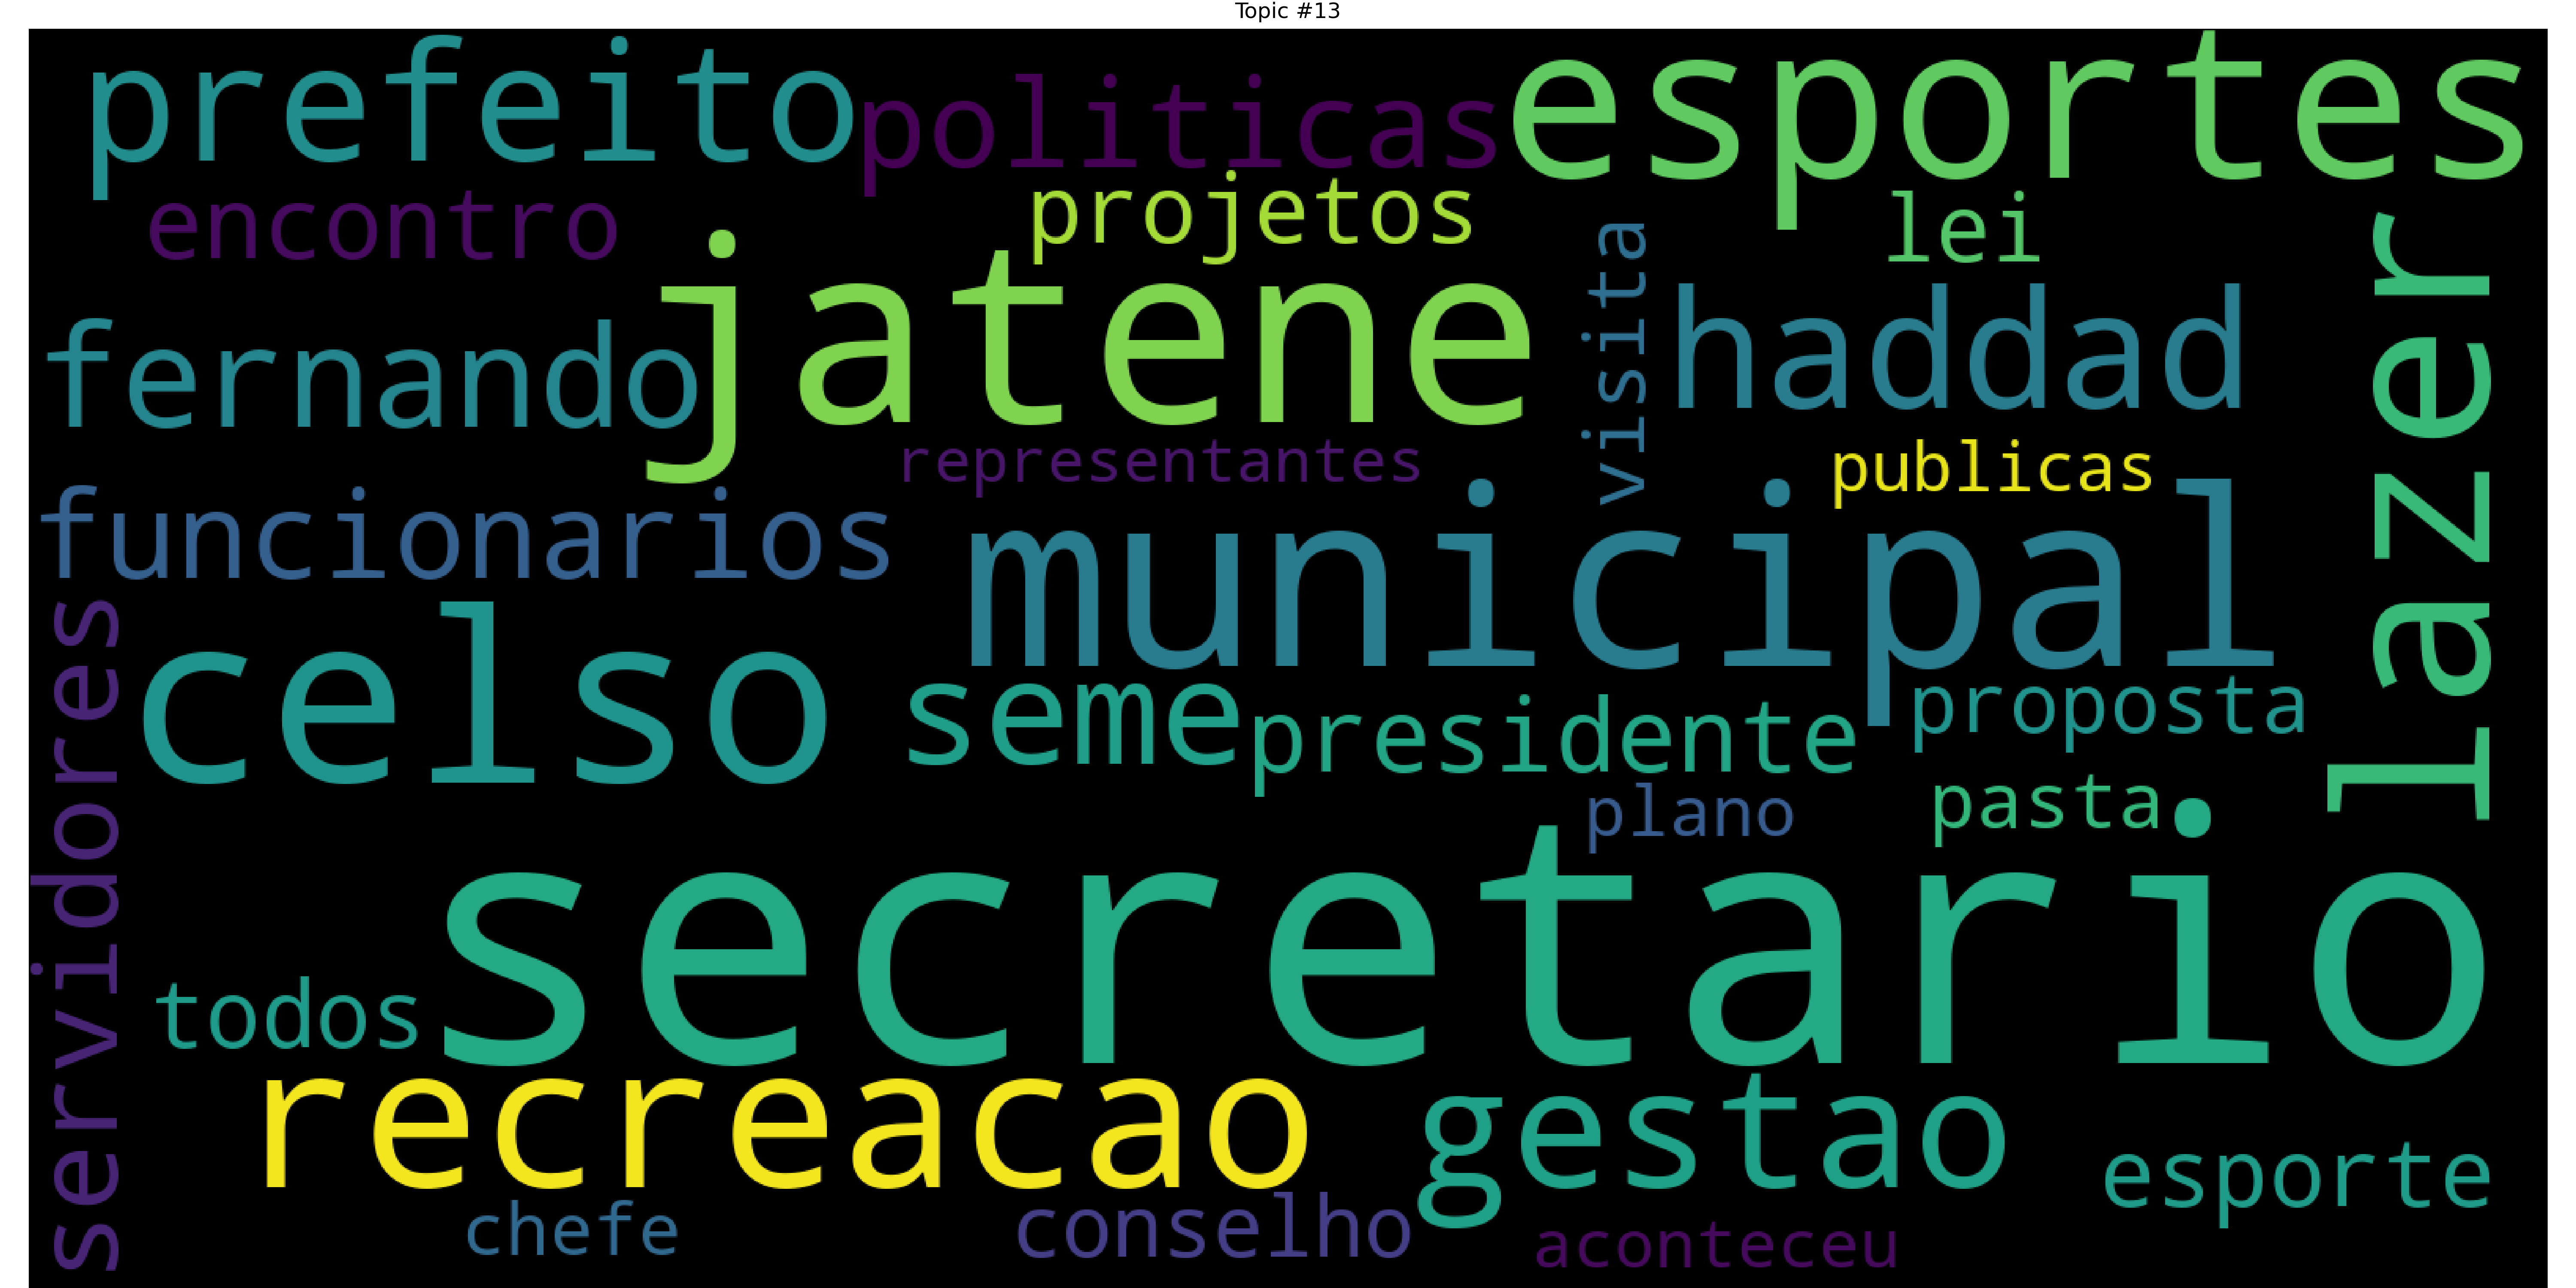 Topic #13
prefeito
politicas
esportes
encontro
projetos
lei
jatene
visita
haddad
lazer
fernando
representantes
publicas
funcionarios
municipal
servidores
celso
seme
presidente
proposta
plano
pasta
secretario
todos
recreacao
gestao
esporte
chefe
conselho
aconteceu